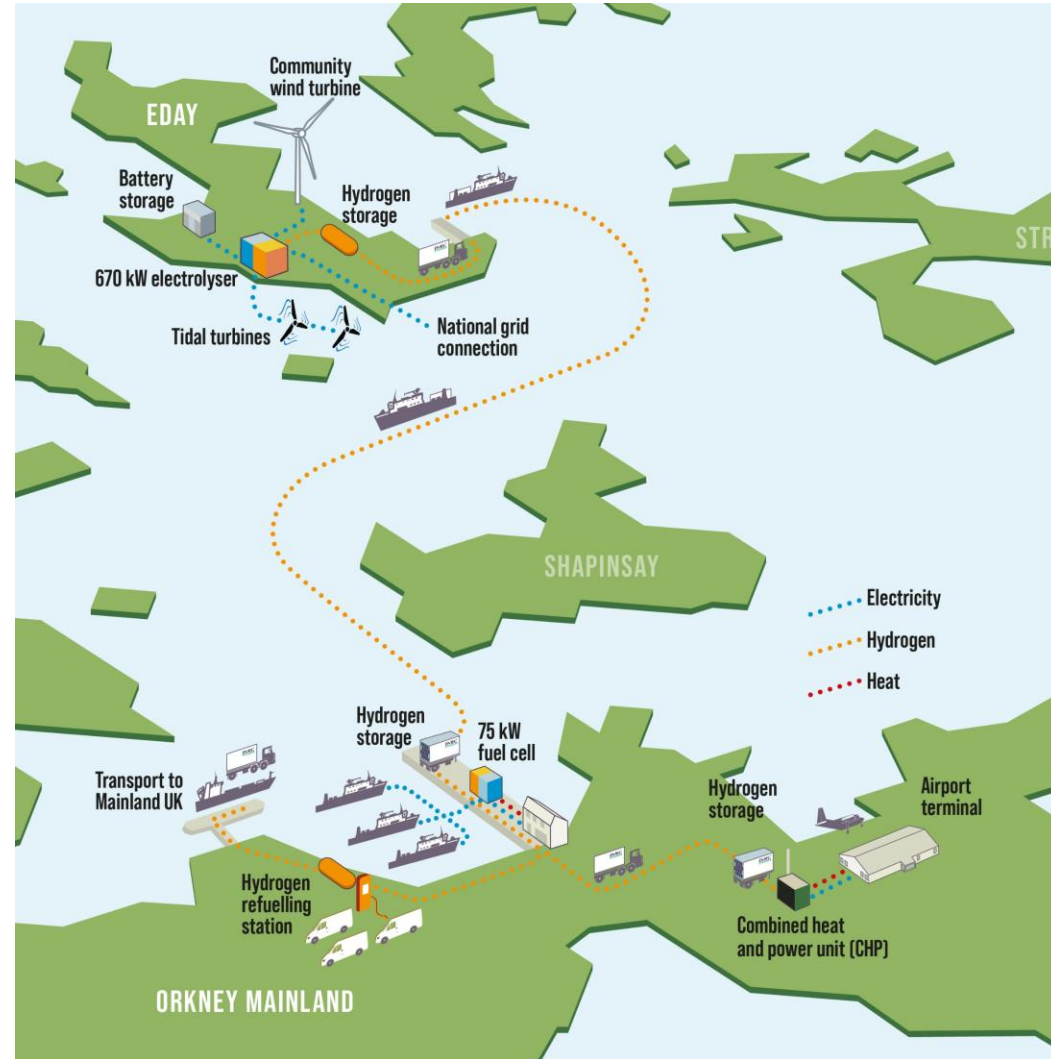 Community
wind turbine
EDAY
Battery
storage
Hydrogen
storage
STR
670 kW electrolyser
Tidal turbines
National grid
connection
SHAPINSAY
Electricity
Hydrogen
Heat
Hydrogen
storage
75 kW
fuel cell
Transport to
Mainland UK
Hydrogen
storage
Airport
terminal
Hydrogen
refuelling
station
Combined heat
and power unit (CHP)
ORKNEY MAINLAND